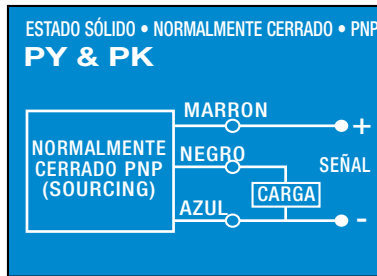 ESTADO SÓLIDO • NORMALMENTE CERRADO • PNP
PY & PK
MARRON
+
NORMALMENTE
CERRADO PNP
(SOURCING)
NEGRO
SEÑAL
CARGA
AZUL
-